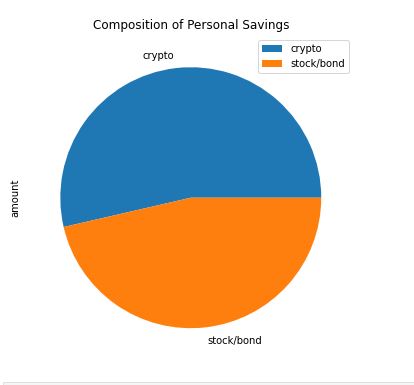 Composition of Personal Savings
crypto
crypto
stock/bond
amount
stock/bond